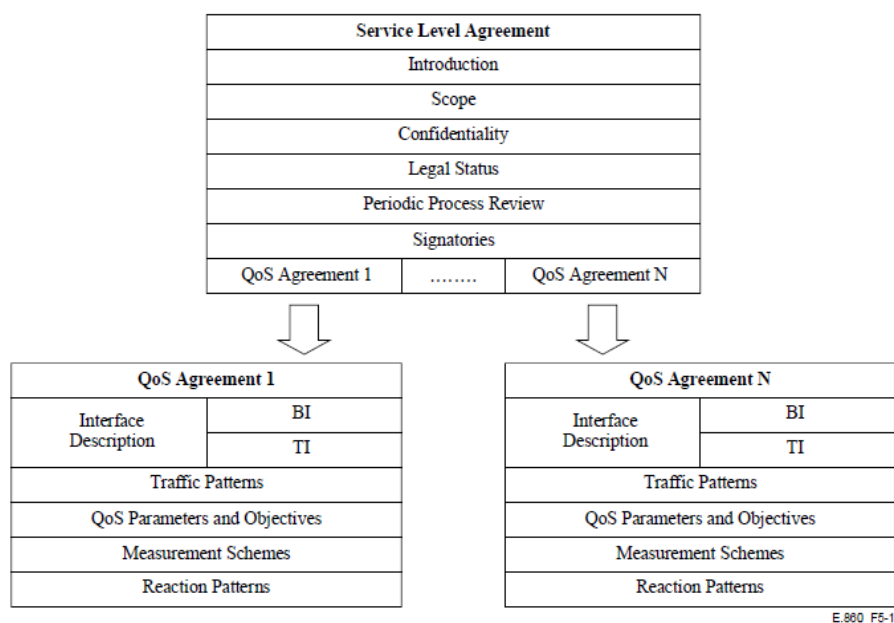 Service Level Agreement
Introduction
Scope
Confidentiality
Legal Status
Periodic Process Review
Signatories
QoS Agreement 1
........
QoS Agreement N
QoS Agreement 1
Interface
Description
BI
TI
Traffic Patterns
QoS Parameters and Objectives
Measurement Schemes
Reaction Patterns
QoS Agreement N
Interface
Description
BI
TI
Traffic Patterns
QoS Parameters and Objectives
Measurement Schemes
Reaction Patterns
E.860_F5-1